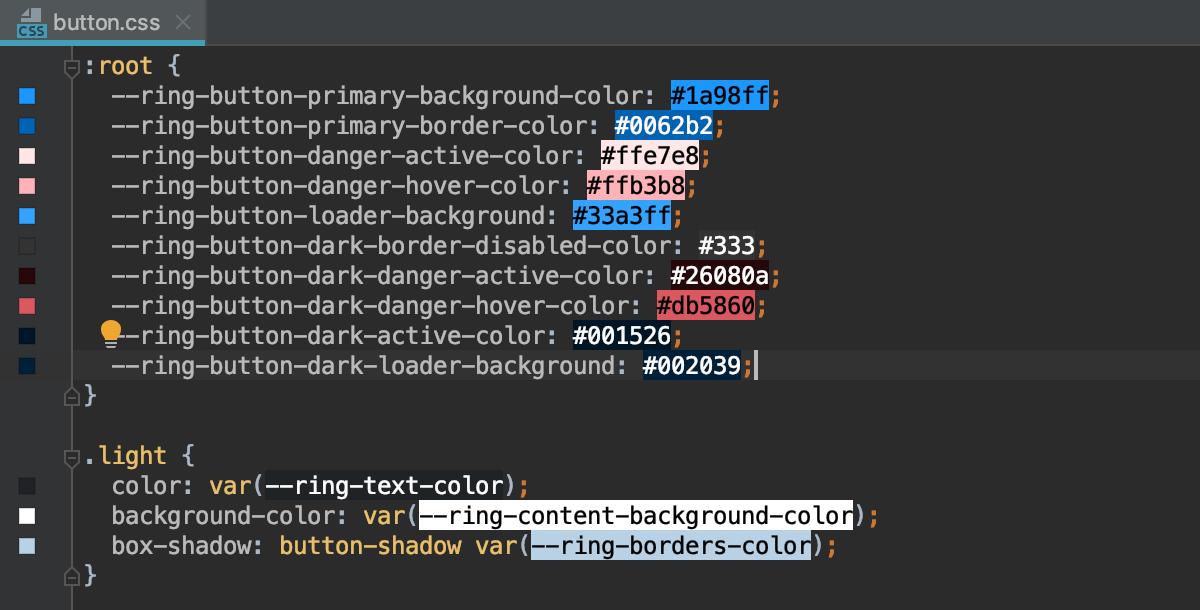 CSS button.css
:root {
--ring-button-primary-background-color: #1a98ff;
--ring-button-primary-border-color: #0062b2;
--ring-button-danger-active-color: #ffe7e8;
--ring-button-danger-hover-color: #ffb3b8;
--ring-button-loader-background: #33a3ff;
--ring-button-dark-border-disabled-color: #333;
--ring-button-dark-danger-active-color: #26080a;
--ring-button-dark-danger-hover-color: #db5860;
--ring-button-dark-active-color: #001526;
--ring-button-dark-loader-background: #002039;
}
.light {
color: var(--ring-text-color);
background-color: var(--ring-content-background-color);
box-shadow: button-shadow var(--ring-borders-color);
}